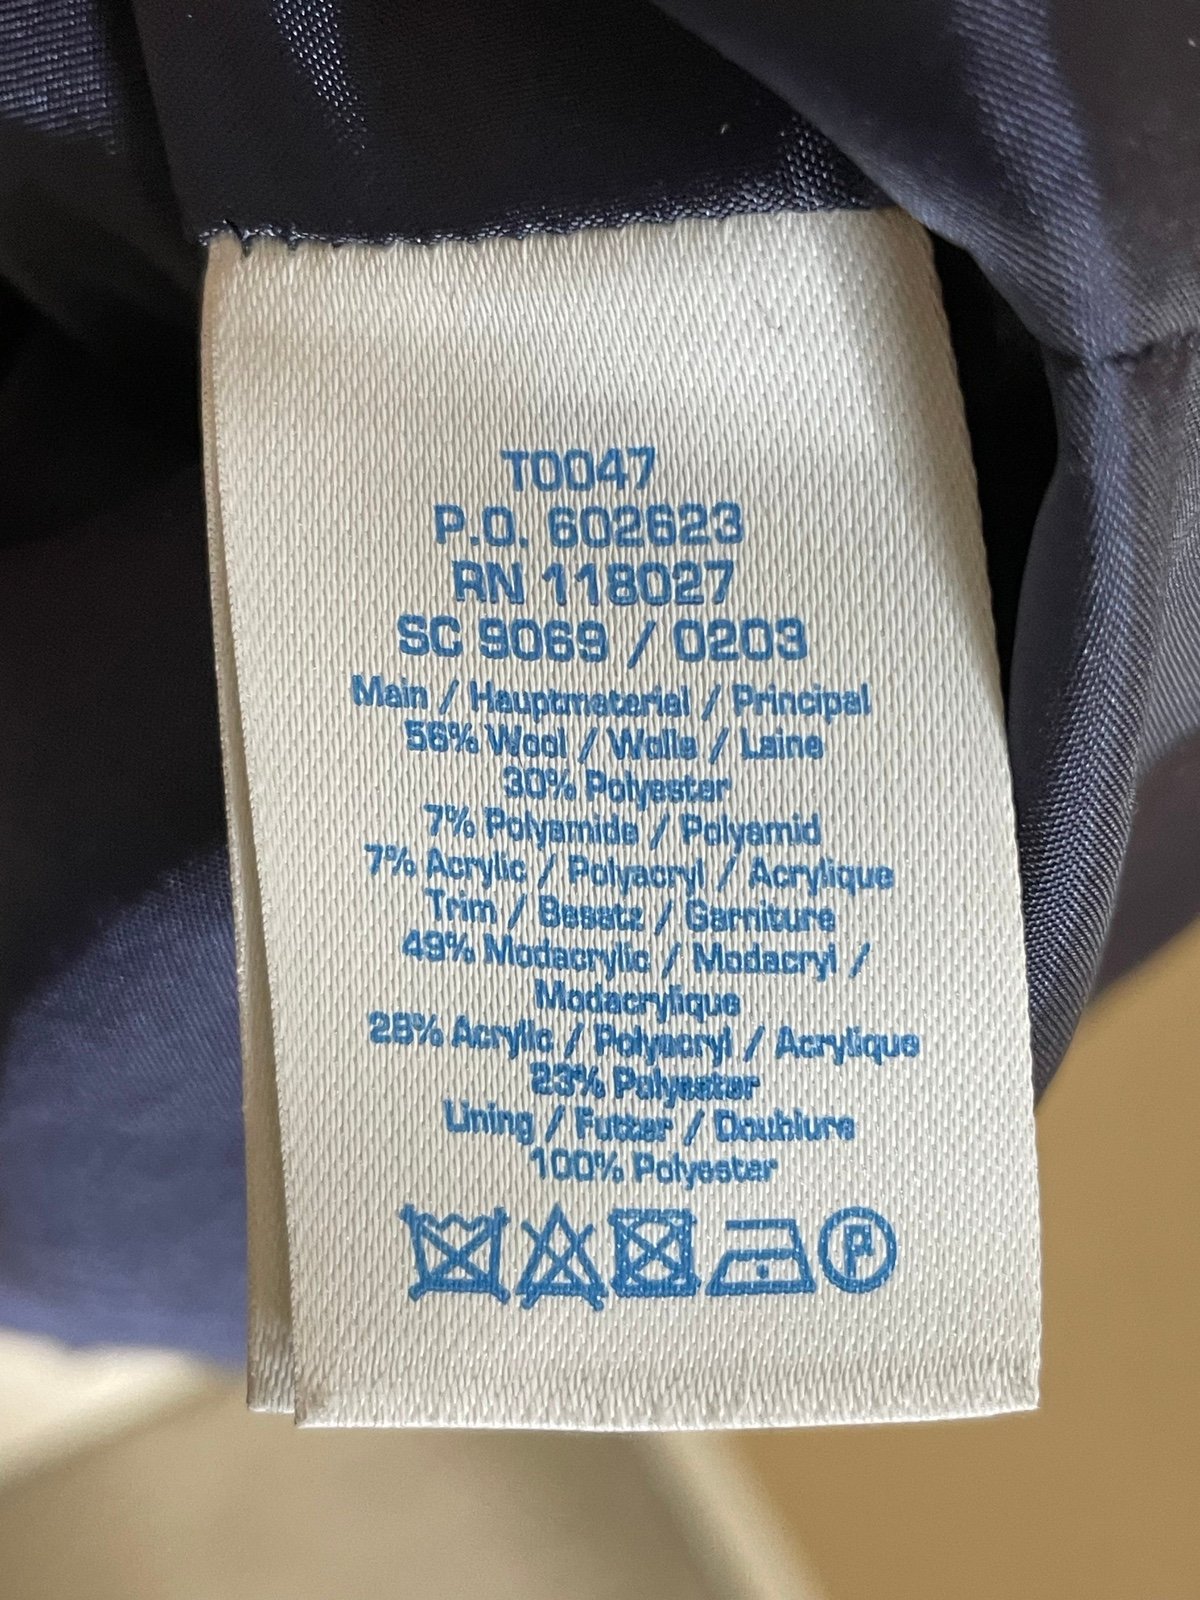 T0047
P.O. 602623
RN 118027
SC 9069 / 0203
Main / Hauptmaterial / Principal
56% Wool / Wolle / Laine
30% Polyester
7% Polyamide / Polyamid
7% Acrylic / Polyacryl / Acrylique
Trim / Besatz / Garniture
49% Modacrylic / Modacryl /
Modacrylique
28% Acrylic / Polyacryl / Acrylique
23% Polyester
Lining / Futter / Doublure
100% Polyester
P